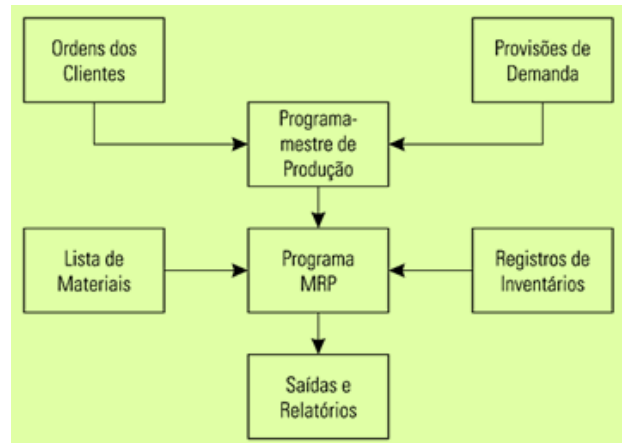 Ordens dos
Clientes
Provisões de
Demanda
Programa-
mestre de
Produção
Lista de
Materiais
Programa
MRP
Registros de
Inventários
Saídas e
Relatórios